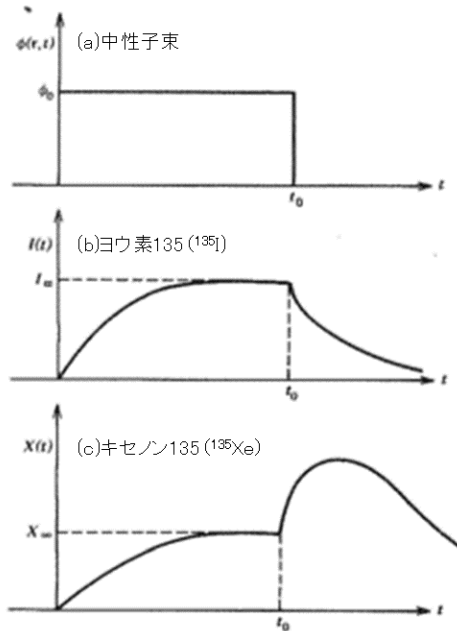 ϕ(r,t)
(a)中性子束
ϕ₀
t
t₀
I(t)
(b)ヨウ素135 (¹³⁵I)
I∞
t
t₀
X(t)
(c)キセノン135 (¹³⁵Xe)
X∞
t
t₀